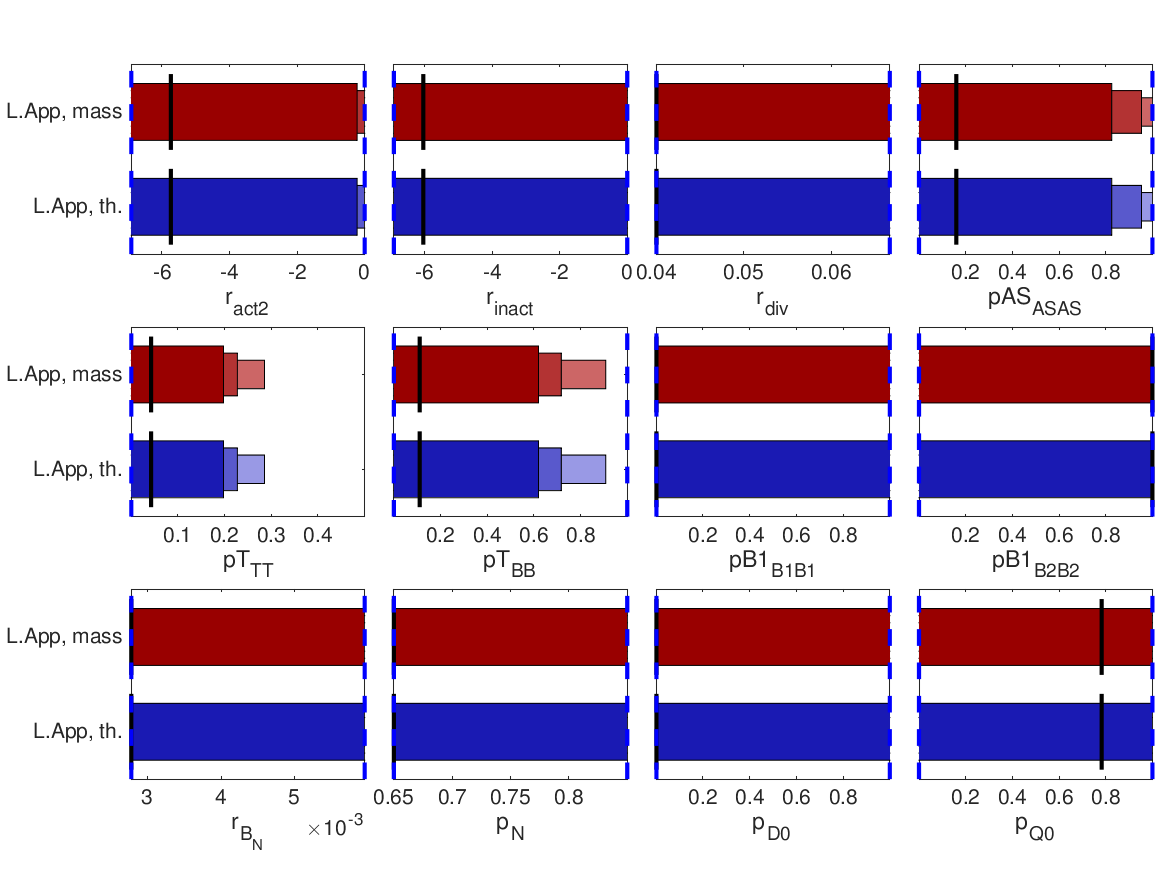 L.App, mass
L.App, th.
-6 -4 -2 0
r_act2
-6 -4 -2 0
r_inact
0.04 0.05 0.06
r_div
0.2 0.4 0.6 0.8
pAS_ASAS
L.App, mass
L.App, th.
0.1 0.2 0.3 0.4
pT_TT
0.2 0.4 0.6 0.8
pT_BB
0.2 0.4 0.6 0.8
pB1_B1B1
0.2 0.4 0.6 0.8
pB1_B2B2
L.App, mass
L.App, th.
3 4 5
r_B_N
×10^-3
0.65 0.7 0.75 0.8
p_N
0.2 0.4 0.6 0.8
p_D0
0.2 0.4 0.6 0.8
p_Q0